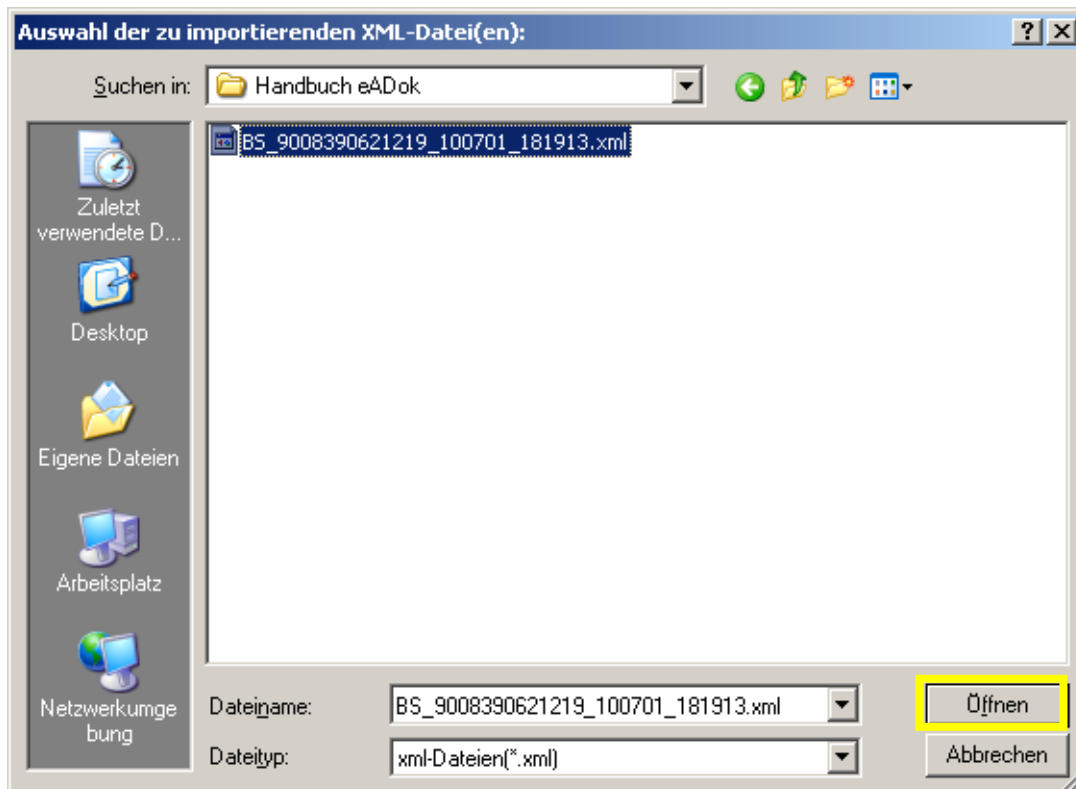 Auswahl der zu importierenden XML-Datei(en):
Suchen in:
Handbuch eADok
BS_9008390621219_100701_181913.xml
Zuletzt
verwendete D...
Desktop
Eigene Dateien
Arbeitsplatz
Netzwerkumge
bung
Dateiname:
BS_9008390621219_100701_181913.xml
Öffnen
Dateityp:
xml-Dateien(*.xml)
Abbrechen